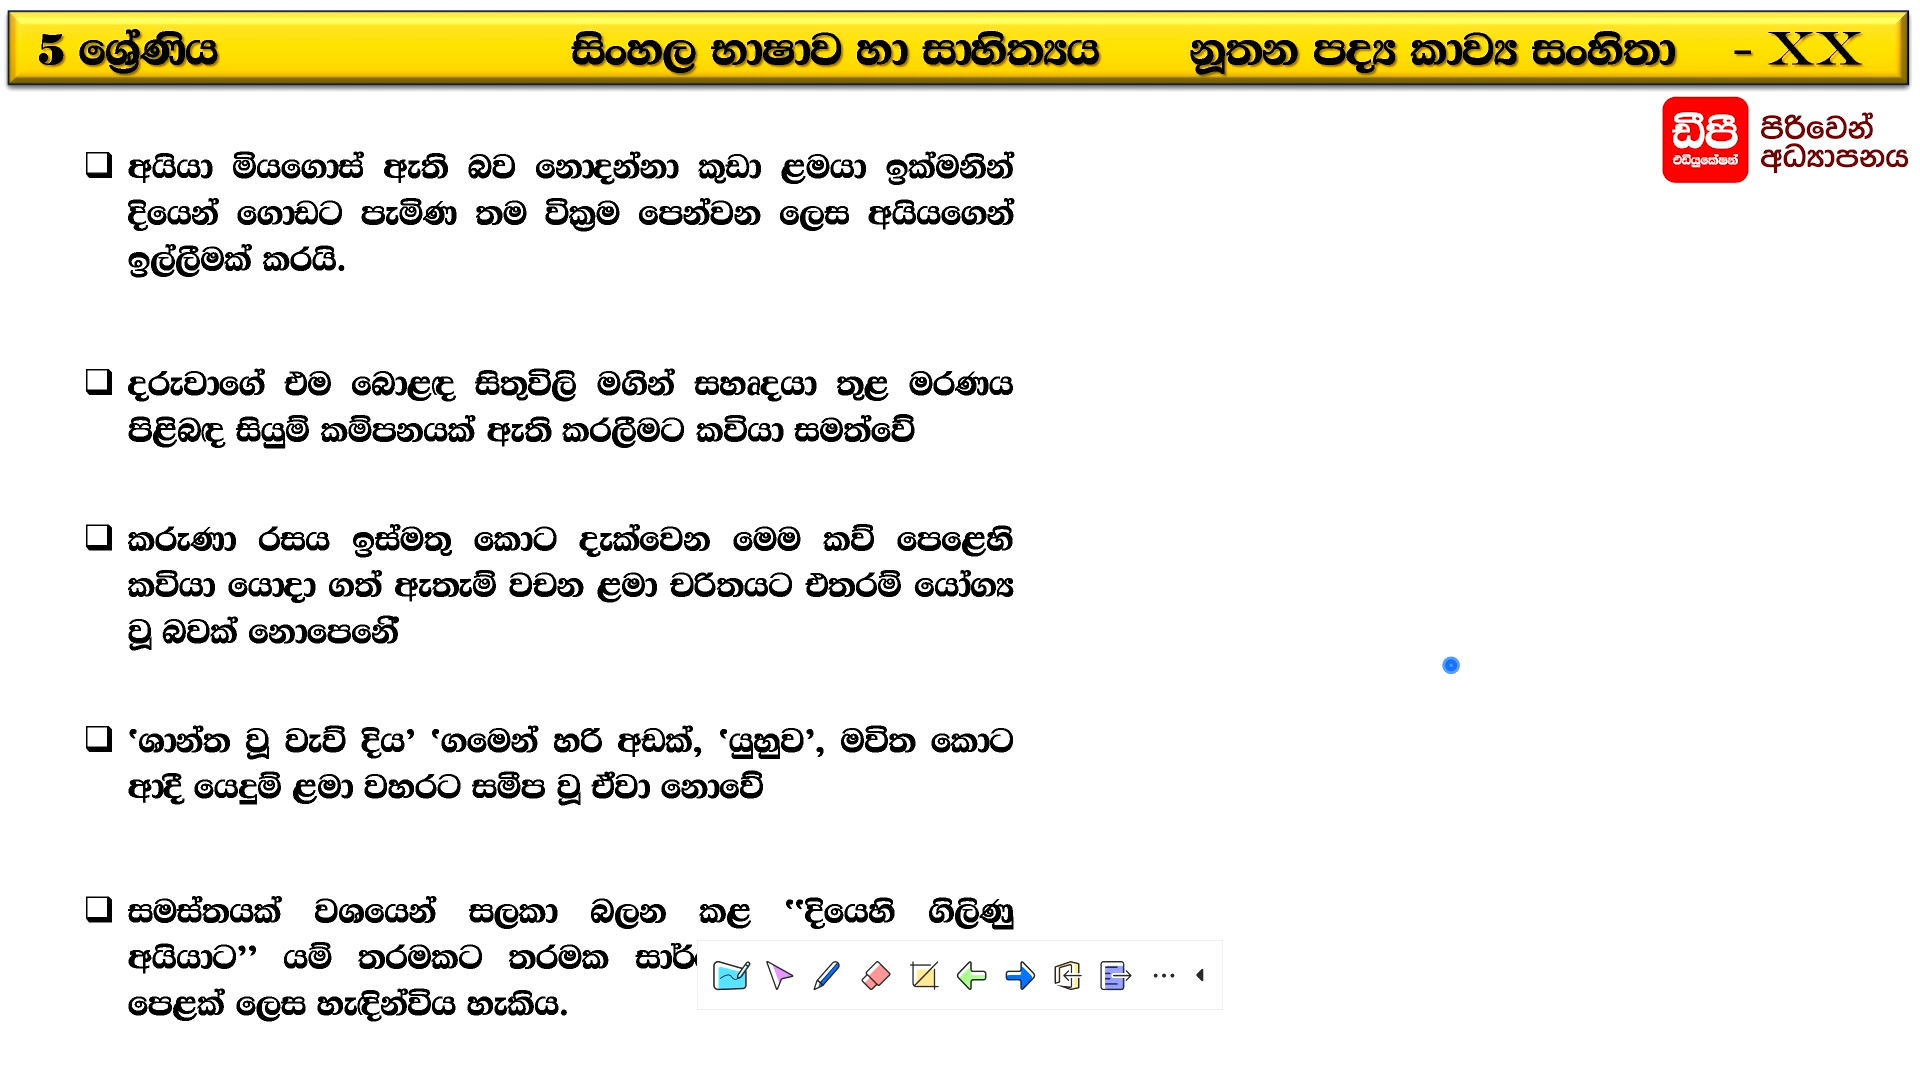 5 ශ්‍රේණිය සිංහල භාෂාව හා සාහිත්‍යය නූතන පද්‍ය කාව්‍ය සංහිතා - XX
ඩීපී
එඩියුකේෂන්
පිරිවෙන්
අධ්‍යාපනය
අයියා මියගොස් ඇති බව නොදන්නා කුඩා ළමයා ඉක්මනින්
දියෙන් ගොඩට පැමිණ තම වික්‍රම පෙන්වන ලෙස අයියගෙන්
ඉල්ලීමක් කරයි.
දරුවාගේ එම බොළඳ සිතුවිලි මගින් සහෘදයා තුළ මරණය
පිළිබඳ සියුම් කම්පනයක් ඇති කරලීමට කවියා සමත්වේ
කරුණා රසය ඉස්මතු කොට දැක්වෙන මෙම කව් පෙළෙහි
කවියා යොදා ගත් ඇතැම් වචන ළමා චරිතයට එතරම් යෝග්‍ය
වූ බවක් නොපෙනේ
‘ශාන්ත වූ වැව් දිය’ ‘ගමෙන් හරි අඩක්, ‘යුහුව’, මවිත කොට
ආදී යෙදුම් ළමා වහරට සමීප වූ ඒවා නොවේ
සමස්තයක් වශයෙන් සලකා බලන කළ “දියෙහි ගිලිණු
අයියාට” යම් තරමකට තරමක
පෙළක් ලෙස හැඳින්විය හැකිය.